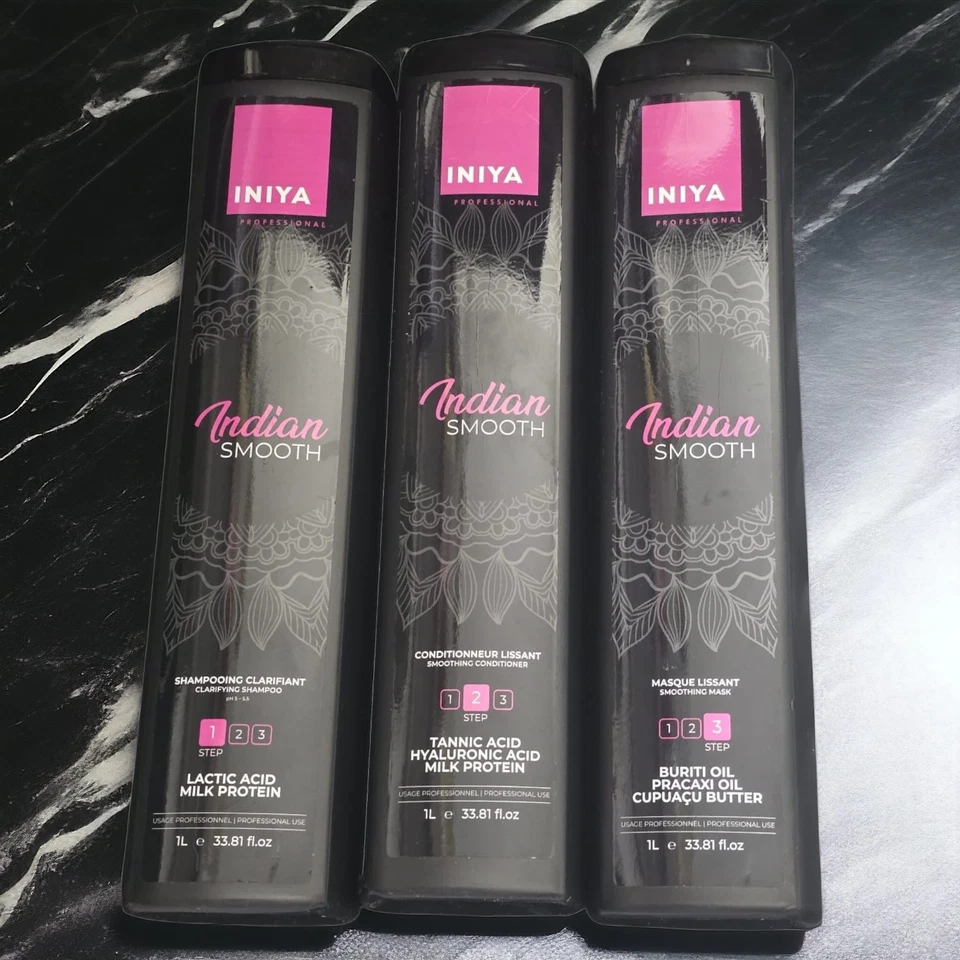 INIYA
PROFESSIONAL
Indian
SMOOTH
SHAMPOOING CLARIFIANT
CLARIFYING SHAMPOO
pH 5 - 5.5
1 2 3
STEP
LACTIC ACID
MILK PROTEIN
USAGE PROFESSIONNEL | PROFESSIONAL USE
1L e 33.81 fl.oz
INIYA
PROFESSIONAL
Indian
SMOOTH
CONDITIONNEUR LISSANT
SMOOTHING CONDITIONER
1 2 3
STEP
TANNIC ACID
HYALURONIC ACID
MILK PROTEIN
USAGE PROFESSIONNEL | PROFESSIONAL USE
1L e 33.81 fl.oz
INIYA
PROFESSIONAL
Indian
SMOOTH
MASQUE LISSANT
SMOOTHING MASK
1 2 3
STEP
BURITI OIL
PRACAXI OIL
CUPUAÇU BUTTER
USAGE PROFESSIONNEL | PROFESSIONAL USE
1L e 33.81 fl.oz